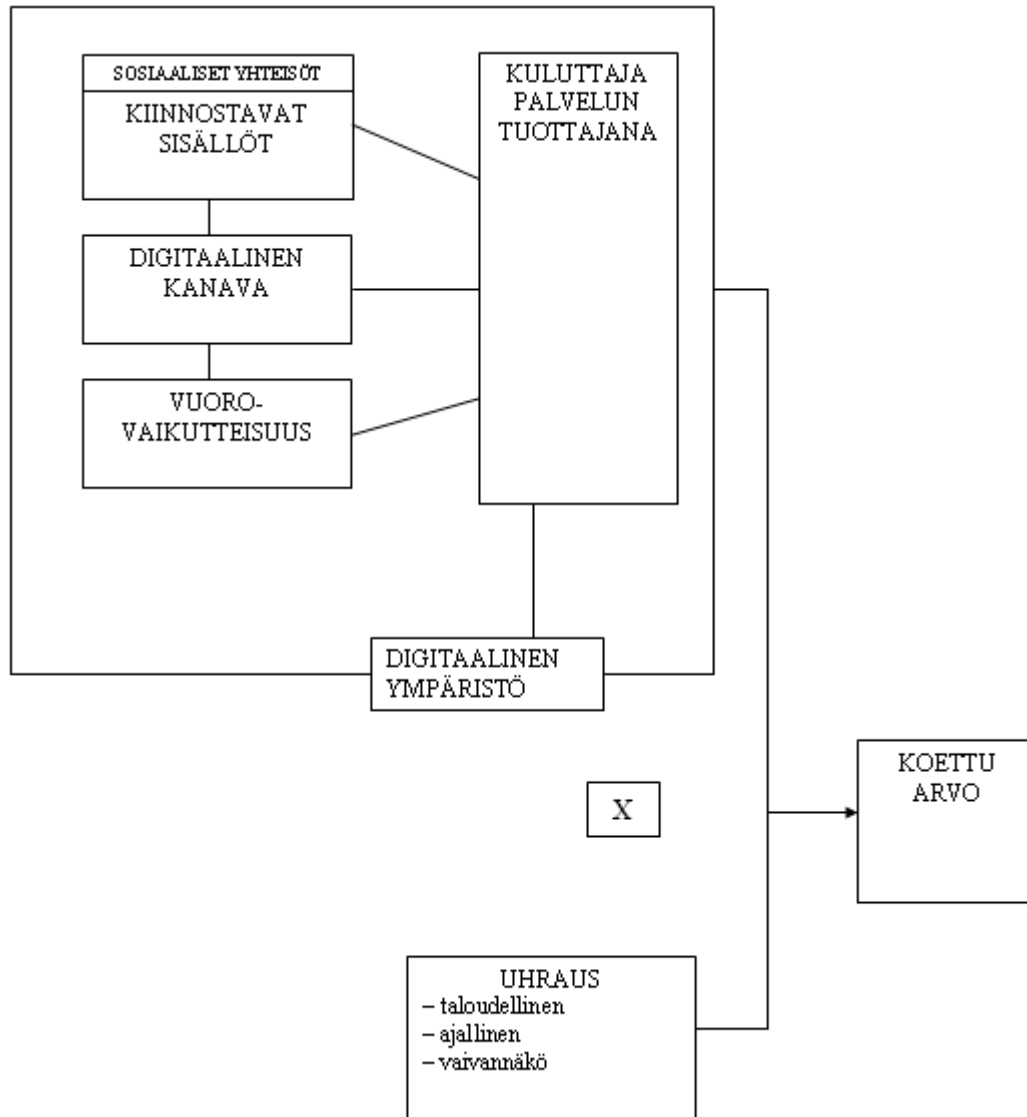 SOSIAALISET YHTEISÖT
KIINNOSTAVAT
SISÄLLÖT
DIGITAALINEN
KANAVA
VUORO-
VAIKUTTEISUUS
KULUTTAJA
PALVELUN
TUOTTAJANA
DIGITAALINEN
YMPÄRISTÖ
X
KOETTU
ARVO
UHRAUS
– taloudellinen
– ajallinen
– vaivannäkö